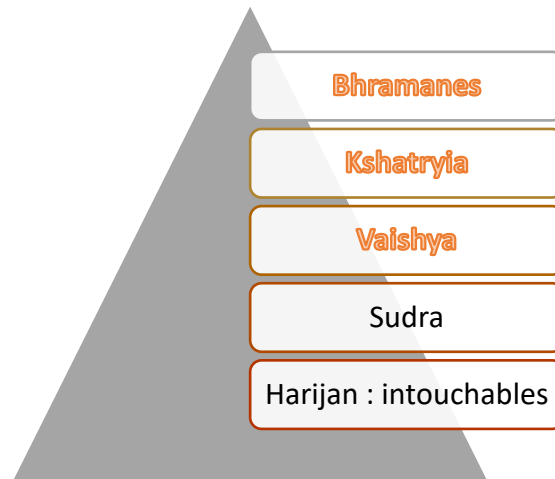 Bhramanes
Kshatryia
Vaishya
Sudra
Harijan : intouchables